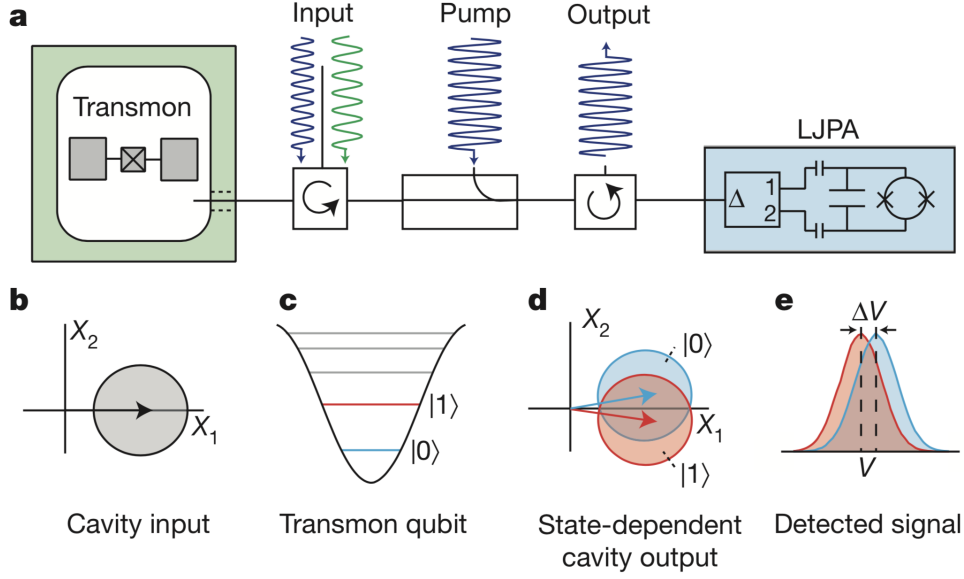 a
Input
Pump
Output
Transmon
LJPA
Δ
1
2
b
X₂
X₁
Cavity input
c
|1⟩
|0⟩
Transmon qubit
d
X₂
|0⟩
X₁
|1⟩
State-dependent
cavity output
e
ΔV
V
Detected signal